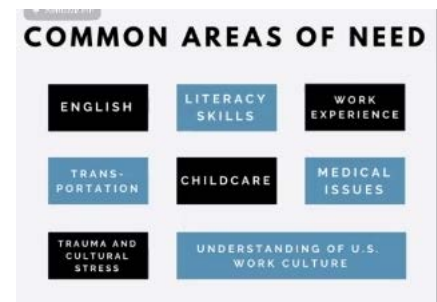 COMMON AREAS OF NEED
ENGLISH
LITERACY
SKILLS
WORK
EXPERIENCE
TRANS-
PORTATION
CHILDCARE
MEDICAL
ISSUES
TRAUMA AND
CULTURAL
STRESS
UNDERSTANDING OF U.S.
WORK CULTURE